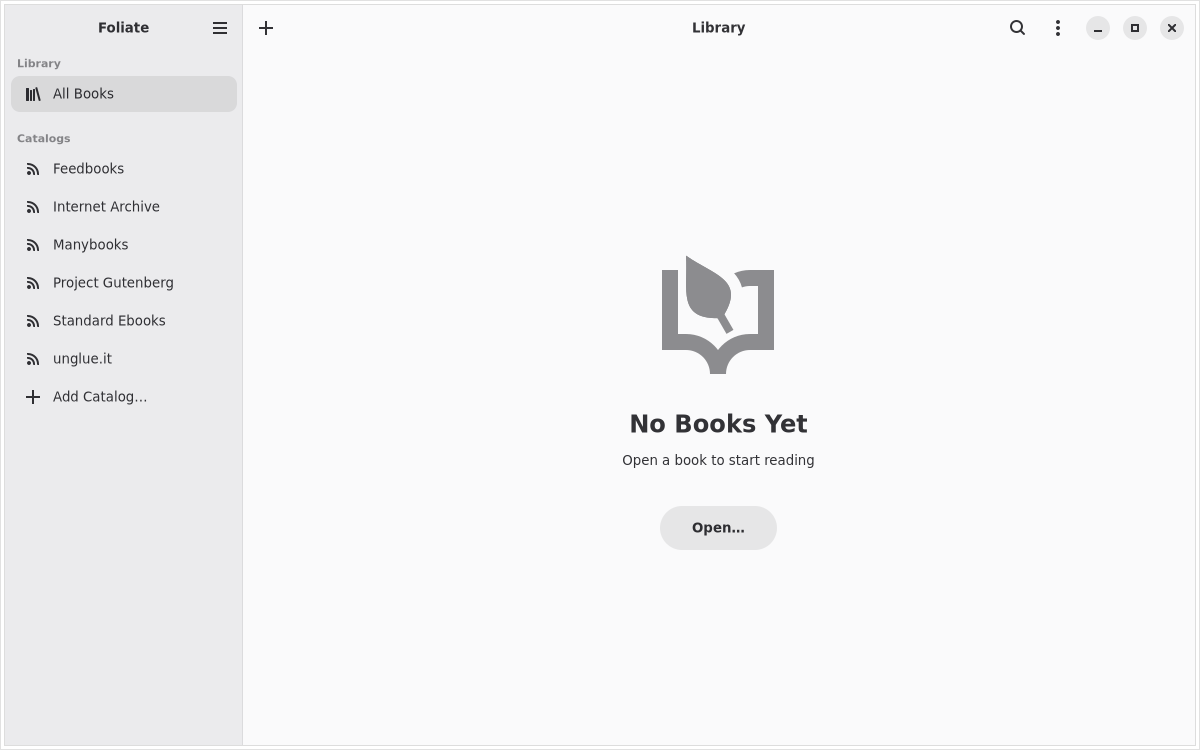 Foliate
Library
All Books
Catalogs
Feedbooks
Internet Archive
Manybooks
Project Gutenberg
Standard Ebooks
unglue.it
Add Catalog…
Library
No Books Yet
Open a book to start reading
Open…